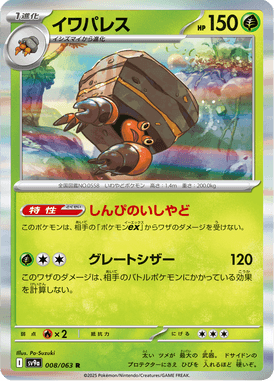 1進化 イワパレス HP 150
イシズマイから進化
全国図鑑NO.0558 いわやどポケモン 高さ：1.4m 重さ：200.0kg
特性 しんぴのいしやど
このポケモンは、相手の「ポケモンex」からワザのダメージを受けない。
グレートシザー 120
このワザのダメージは、相手のバトルポケモンにかかっている効果を計算しない。
弱点 ×2 抵抗力 にげる
Illus. Po-Suzuki
太い ツメが 最大の 武器。ドサイドンの
プロテクターにさえ ひびを 入れる 破壊力。
sv9a 008/063 R
©2025 Pokémon/Nintendo/Creatures/GAME FREAK.